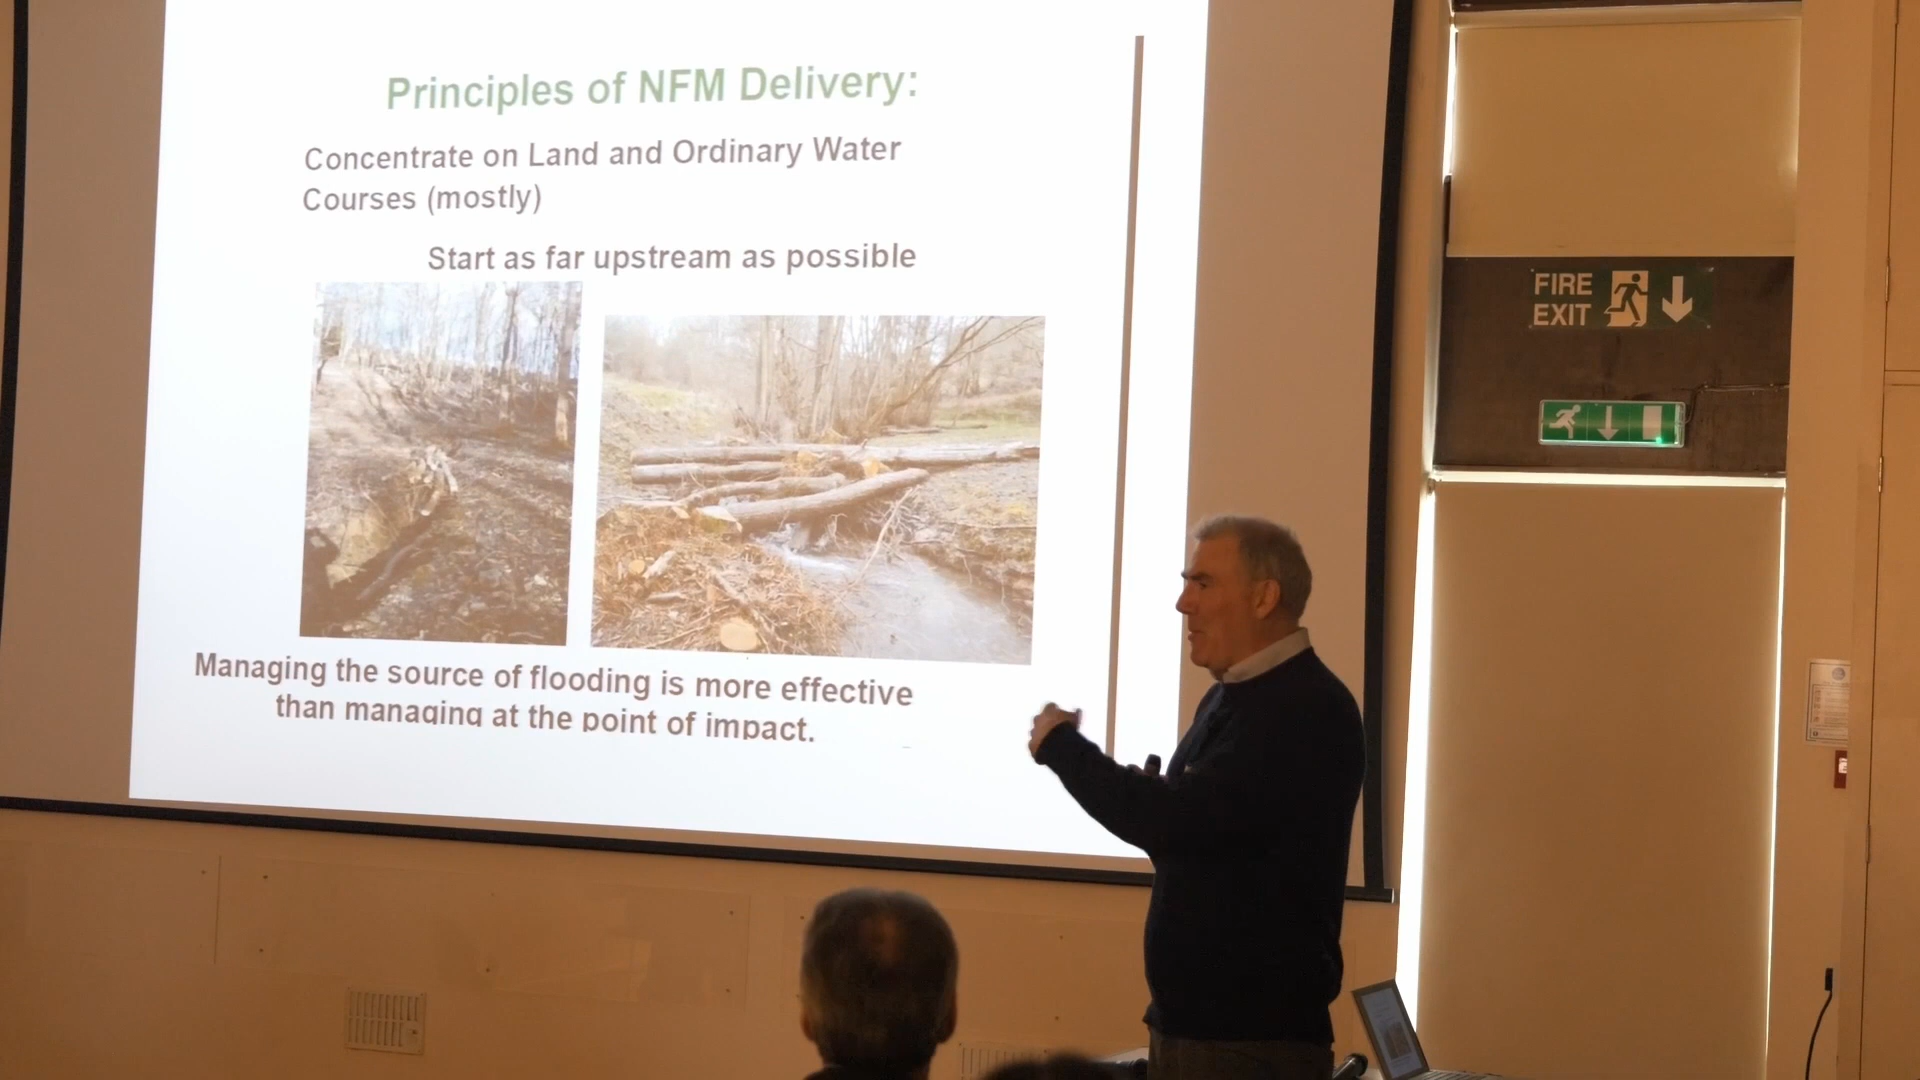 Principles of NFM Delivery:
Concentrate on Land and Ordinary Water
Courses (mostly)
Start as far upstream as possible
Managing the source of flooding is more effective
than managing at the point of impact.
FIRE
EXIT